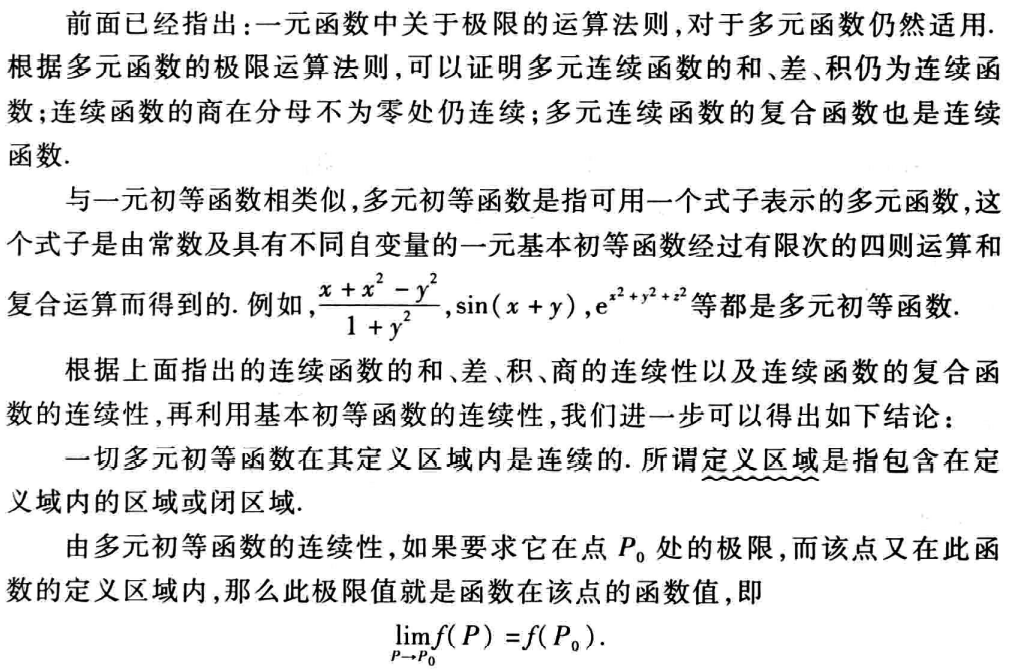 前面已经指出:一元函数中关于极限的运算法则,对于多元函数仍然适用.
根据多元函数的极限运算法则,可以证明多元连续函数的和、差、积仍为连续函
数;连续函数的商在分母不为零处仍连续;多元连续函数的复合函数也是连续
函数.
与一元初等函数相类似,多元初等函数是指可用一个式子表示的多元函数,这
个式子是由常数及具有不同自变量的一元基本初等函数经过有限次的四则运算和
复合运算而得到的. 例如, $\frac{x+x^2-y^2}{1+y^2}$, sin(x+y), $e^{x^2+y^2+z^2}$ 等都是多元初等函数.
根据上面指出的连续函数的和、差、积、商的连续性以及连续函数的复合函
数的连续性,再利用基本初等函数的连续性,我们进一步可以得出如下结论:
一切多元初等函数在其定义区域内是连续的. 所谓定义区域是指包含在定
义域内的区域或闭区域.
由多元初等函数的连续性,如果要求它在点 $P_0$ 处的极限,而该点又在此函
数的定义区域内,那么此极限值就是函数在该点的函数值,即
$\lim_{P \to P_0} f(P) = f(P_0)$.